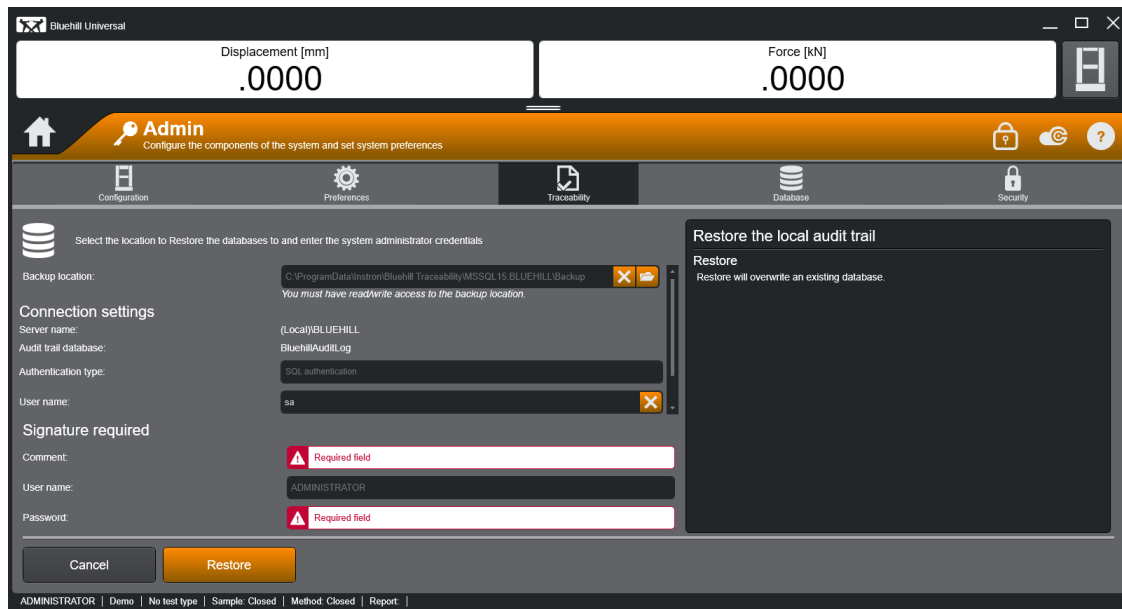 Bluehill Universal
Displacement [mm]
.0000
Force [kN]
.0000
Admin
Configure the components of the system and set system preferences
?
Configuration
Preferences
Traceability
Database
Security
Select the location to Restore the databases to and enter the system administrator credentials
Backup location:
C:\ProgramData\Instron\Bluehill Traceability\MSSQL15.BLUEHILL\Backup
You must have read/write access to the backup location.
Connection settings
Server name:
(Local)\BLUEHILL
Audit trail database:
BluehillAuditLog
Authentication type:
SQL authentication
User name:
sa
Signature required
Comment:
Required field
User name:
ADMINISTRATOR
Password:
Required field
Restore the local audit trail
Restore
Restore will overwrite an existing database.
Cancel
Restore
ADMINISTRATOR | Demo | No test type | Sample: Closed | Method: Closed | Report: |